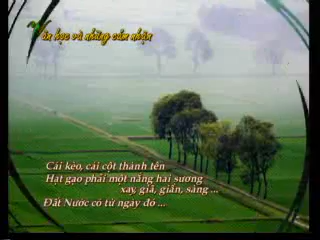 Văn học và những cảm nhận
Cái kèo, cái cột thành tên
Hạt gạo phải một nắng hai sương
xay, giã, giần, sàng ...
Đất Nước có từ ngày đó ...